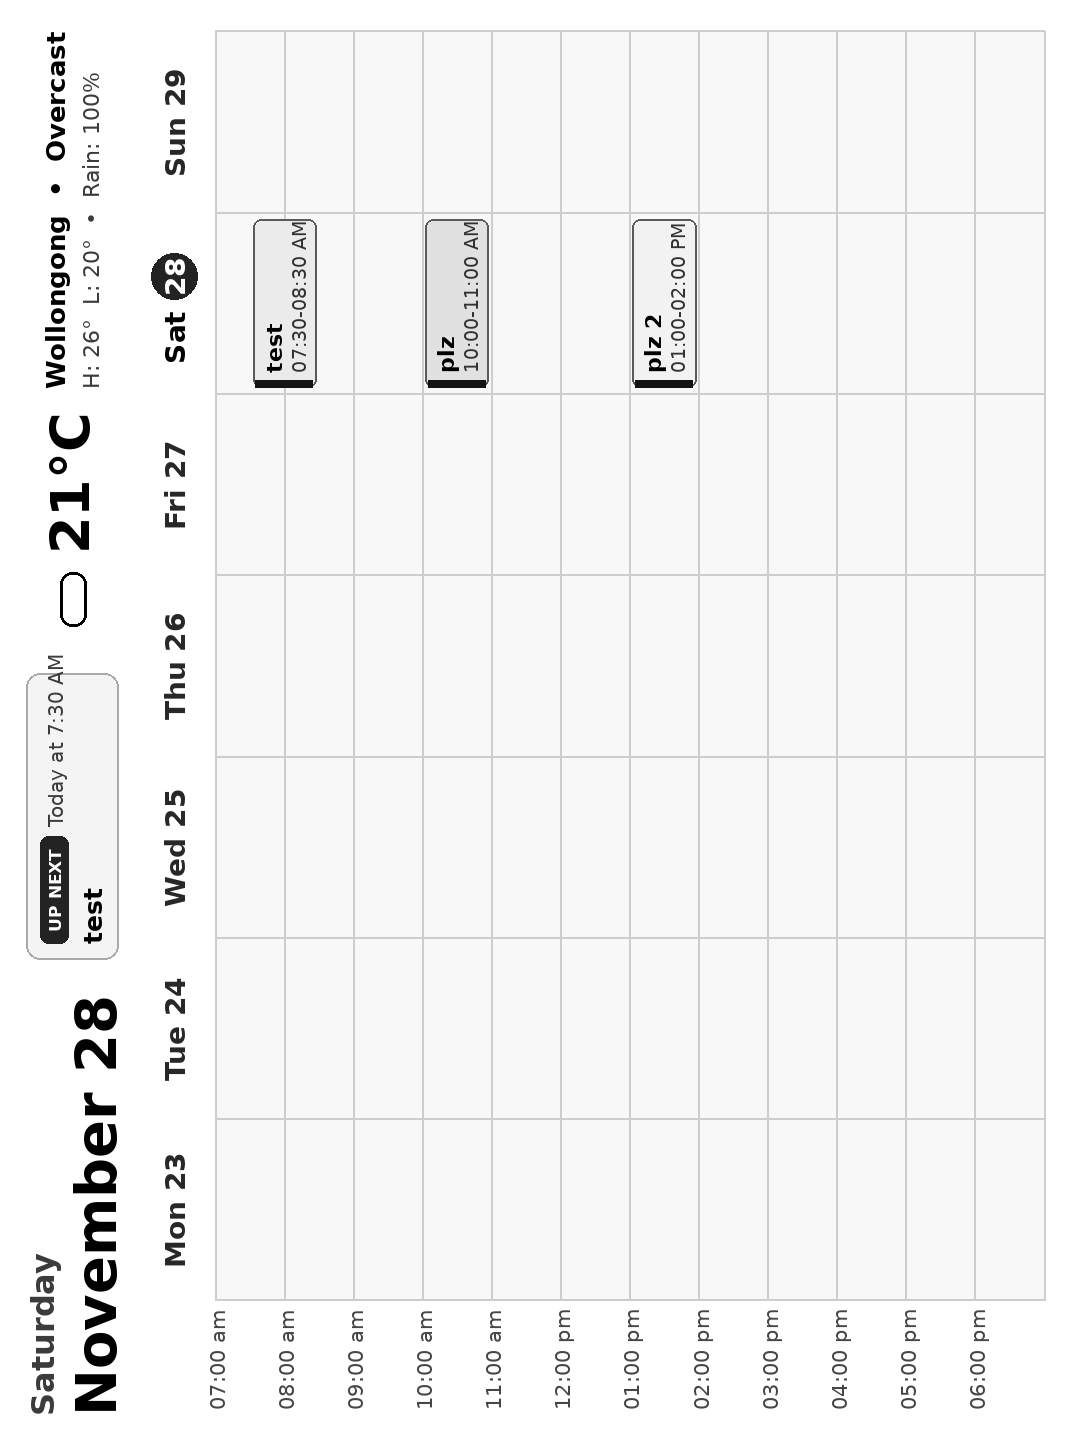 Saturday
November 28
UP NEXT Today at 7:30 AM
test
21°C
Wollongong • Overcast
H: 26° L: 20° • Rain: 100%
Mon 23
Tue 24
Wed 25
Thu 26
Fri 27
Sat 28
Sun 29
07:00 am
08:00 am
09:00 am
10:00 am
11:00 am
12:00 pm
01:00 pm
02:00 pm
03:00 pm
04:00 pm
05:00 pm
06:00 pm
test
07:30-08:30 AM
plz
10:00-11:00 AM
plz 2
01:00-02:00 PM